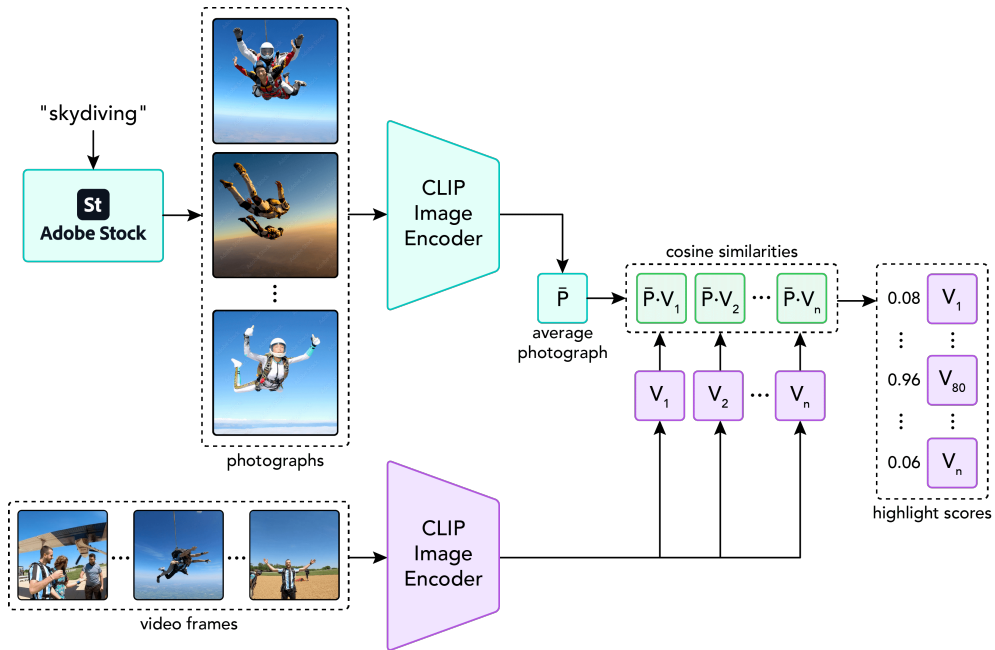 "skydiving"
St
Adobe Stock
photographs
CLIP
Image
Encoder
P̄
average
photograph
cosine similarities
P̄·V₁ P̄·V₂ ... P̄·Vₙ
V₁ V₂ ... Vₙ
0.08 V₁
0.96 V₈₀
0.06 Vₙ
highlight scores
video frames
CLIP
Image
Encoder